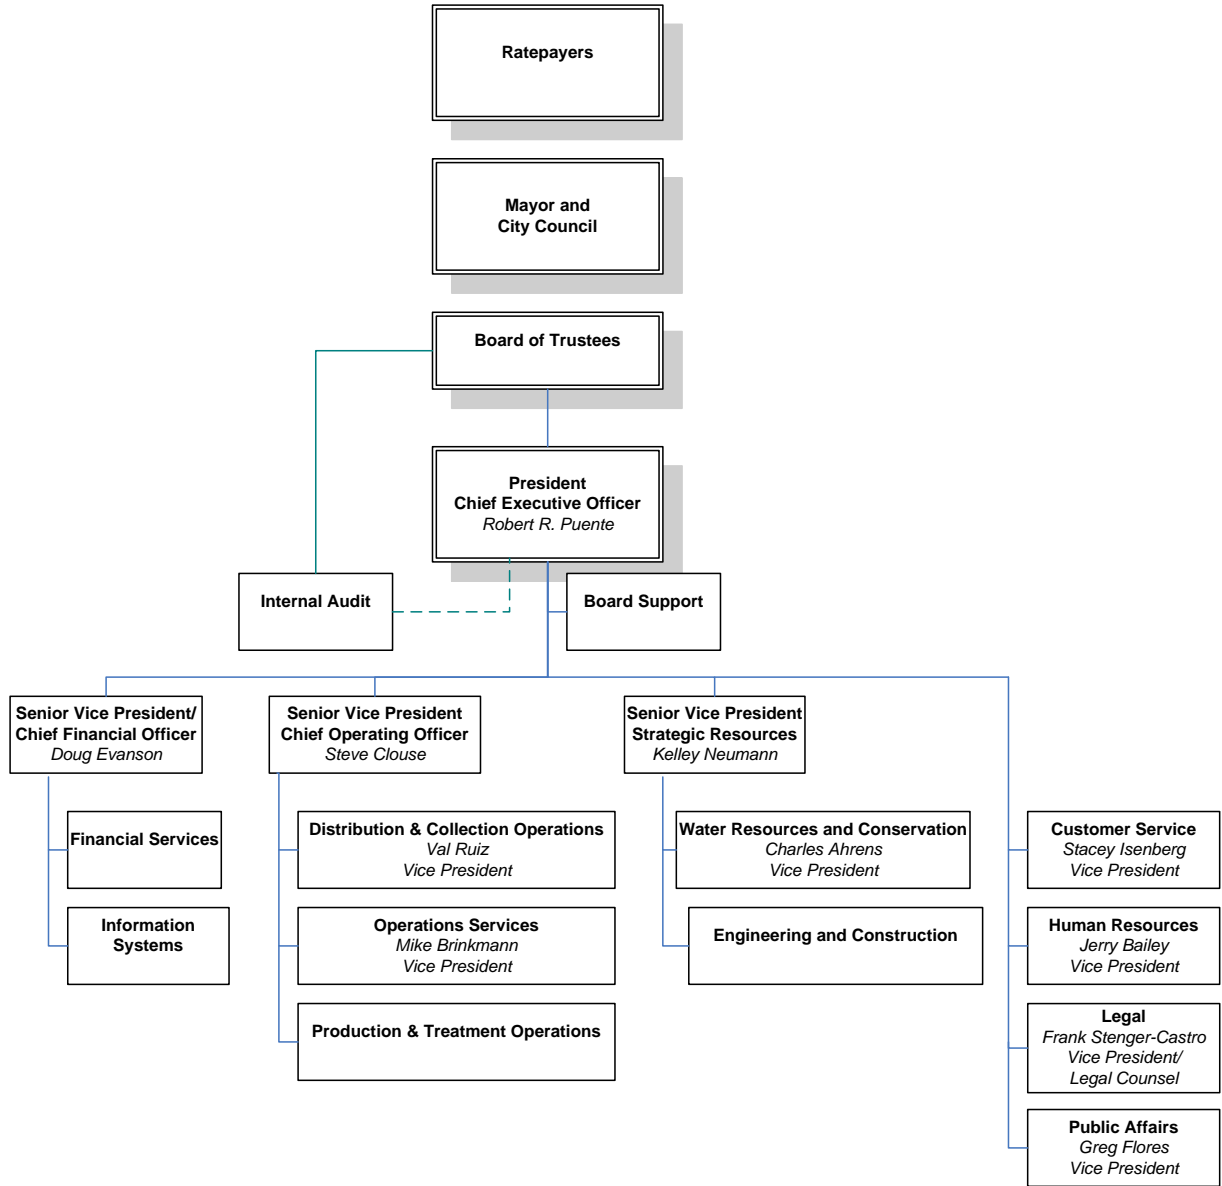 Ratepayers
Mayor and
City Council
Board of Trustees
President
Chief Executive Officer
Robert R. Puente
Internal Audit
Board Support
Senior Vice President/
Chief Financial Officer
Doug Evanson
Senior Vice President
Chief Operating Officer
Steve Clouse
Senior Vice President
Strategic Resources
Kelley Neumann
Financial Services
Information
Systems
Distribution & Collection Operations
Val Ruiz
Vice President
Operations Services
Mike Brinkmann
Vice President
Production & Treatment Operations
Water Resources and Conservation
Charles Ahrens
Vice President
Engineering and Construction
Customer Service
Stacey Isenberg
Vice President
Human Resources
Jerry Bailey
Vice President
Legal
Frank Stenger-Castro
Vice President/
Legal Counsel
Public Affairs
Greg Flores
Vice President